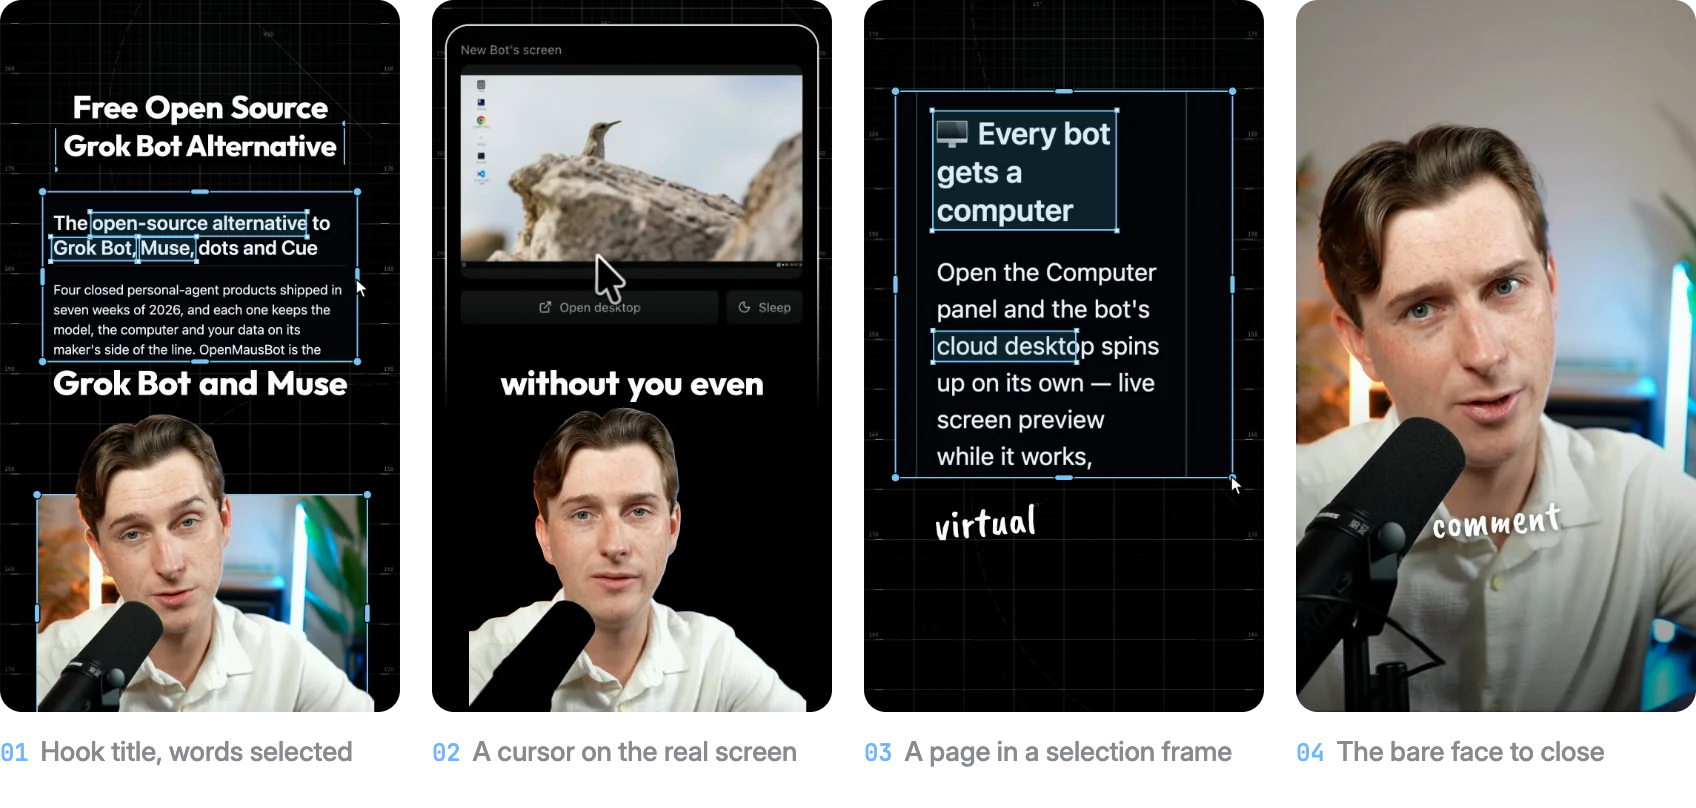 Free Open Source
Grok Bot Alternative
The open-source alternative to
Grok Bot, Muse, dots and Cue
Four closed personal-agent products shipped in
seven weeks of 2026, and each one keeps the
model, the computer and your data on its
maker's side of the line. OpenMausBot is the
Grok Bot and Muse
01 Hook title, words selected
New Bot's screen
Open desktop
Sleep
without you even
02 A cursor on the real screen
🖥️ Every bot
gets a
computer
Open the Computer
panel and the bot's
cloud desktop spins
up on its own — live
screen preview
while it works,
virtual
03 A page in a selection frame
comment
04 The bare face to close